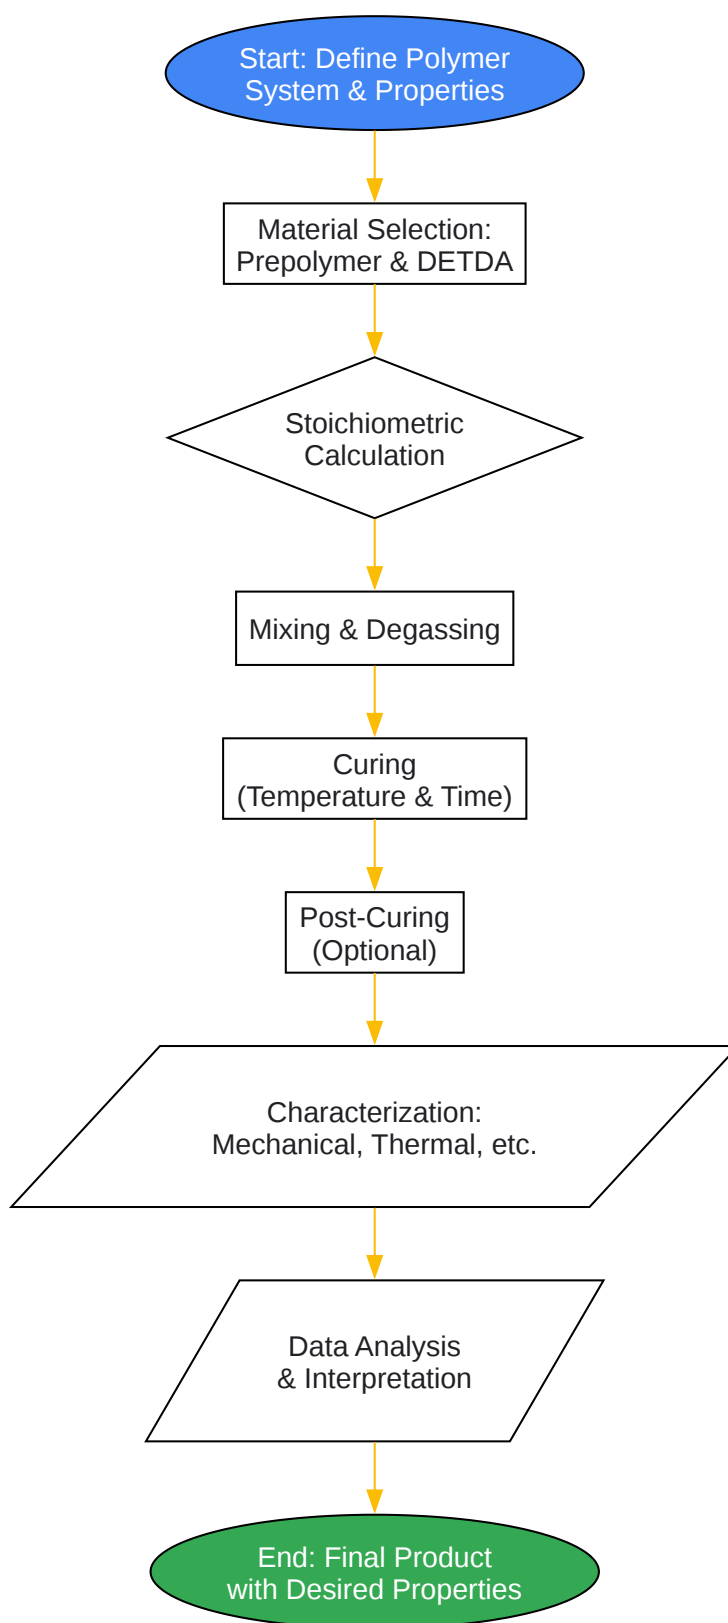 Start: Define Polymer
System & Properties
Material Selection:
Prepolymer & DETDA
Stoichiometric
Calculation
Mixing & Degassing
Curing
(Temperature & Time)
Post-Curing
(Optional)
Characterization:
Mechanical, Thermal, etc.
Data Analysis
& Interpretation
End: Final Product
with Desired Properties